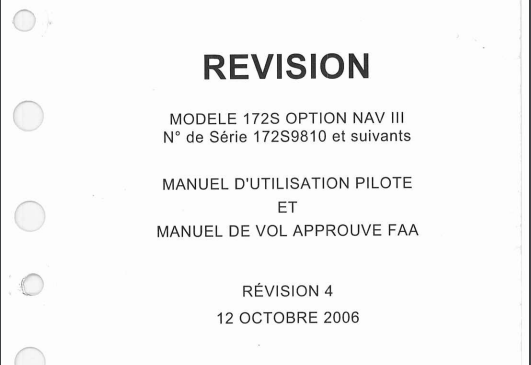 REVISION
MODELE 172S OPTION NAV III
N° de Série 172S9810 et suivants
MANUEL D'UTILISATION PILOTE
ET
MANUEL DE VOL APPROUVE FAA
RÉVISION 4
12 OCTOBRE 2006